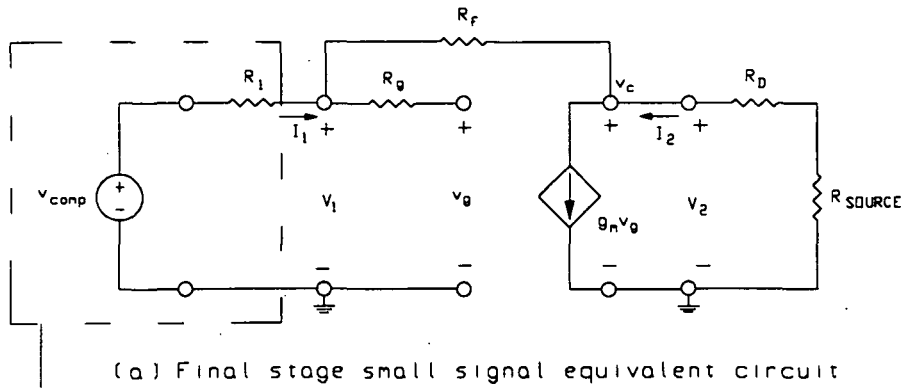 R_f
R_1
R_g
v_c
R_D
I_1
+
+
+
I_2
+
v_comp
+
-
V_1
v_g
g_m v_g
V_2
R_SOURCE
-
-
-
-
(a) Final stage small signal equivalent circuit